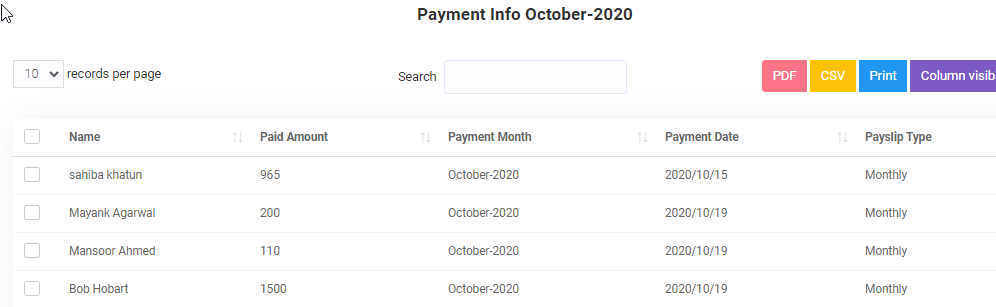 Payment Info October-2020
10 records per page Search PDF CSV Print Column visib
Name Paid Amount Payment Month Payment Date Payslip Type
sahiba khatun 965 October-2020 2020/10/15 Monthly
Mayank Agarwal 200 October-2020 2020/10/19 Monthly
Mansoor Ahmed 110 October-2020 2020/10/19 Monthly
Bob Hobart 1500 October-2020 2020/10/19 Monthly